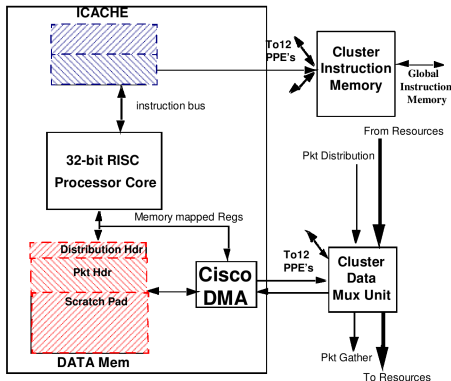 ICACHE
To12
PPE's
Cluster
Instruction
Memory
Global
Instruction
Memory
instruction bus
From Resources
32-bit RISC
Processor Core
Pkt Distribution
Memory mapped Regs
Distribution Hdr
Pkt Hdr
Scratch Pad
Cisco
DMA
To12
PPE's
Cluster
Data
Mux Unit
DATA Mem
Pkt Gather
To Resources